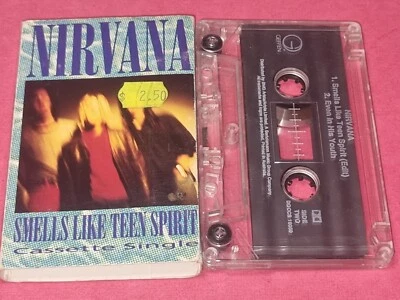 NIRVANA
$ 2.50
SMELLS LIKE TEEN SPIRIT
Cassette Single
GEFFEN
NIRVANA
1. Smells Like Teen Spirit (Edit)
2. Even In His Youth
SIDE
TWO